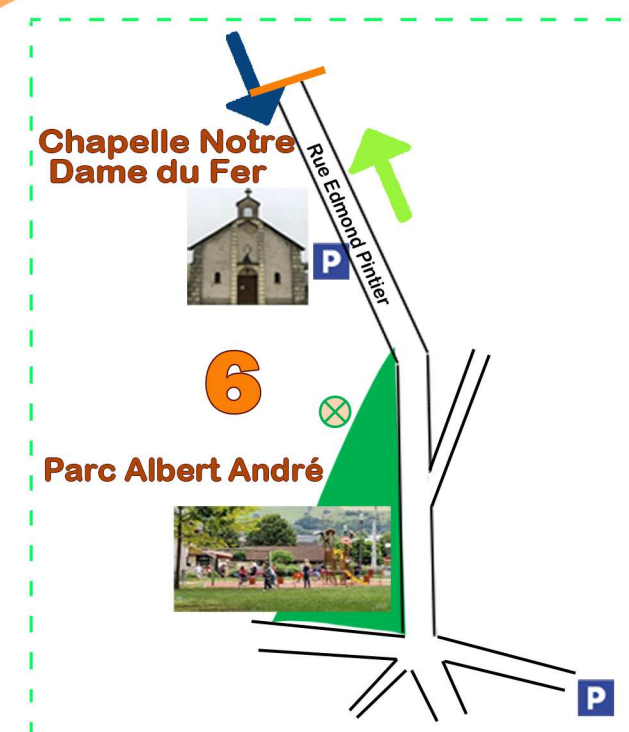 Chapelle Notre
Dame du Fer
Rue Edmond Pintier
P
6
Parc Albert André
P